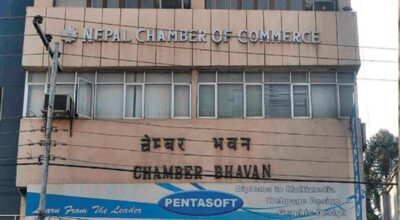 NEPAL CHAMBER OF COMMERCE
चेम्बर भवन
CHAMBER BHAVAN
Diploma in Multimedia
Webpage Design
Graphic Design
PENTASOFT
Learn From The Leader